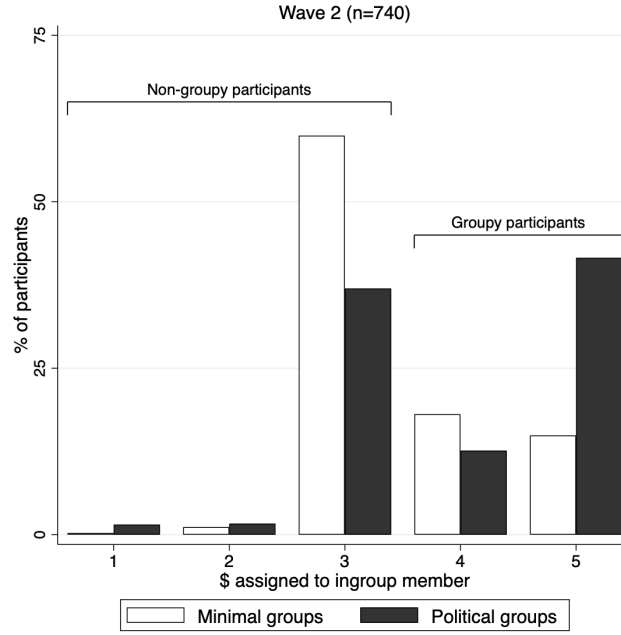 Wave 2 (n=740)
75
Non-groupy participants
50
Groupy participants
% of participants
25
0
1 2 3 4 5
$ assigned to ingroup member
Minimal groups Political groups